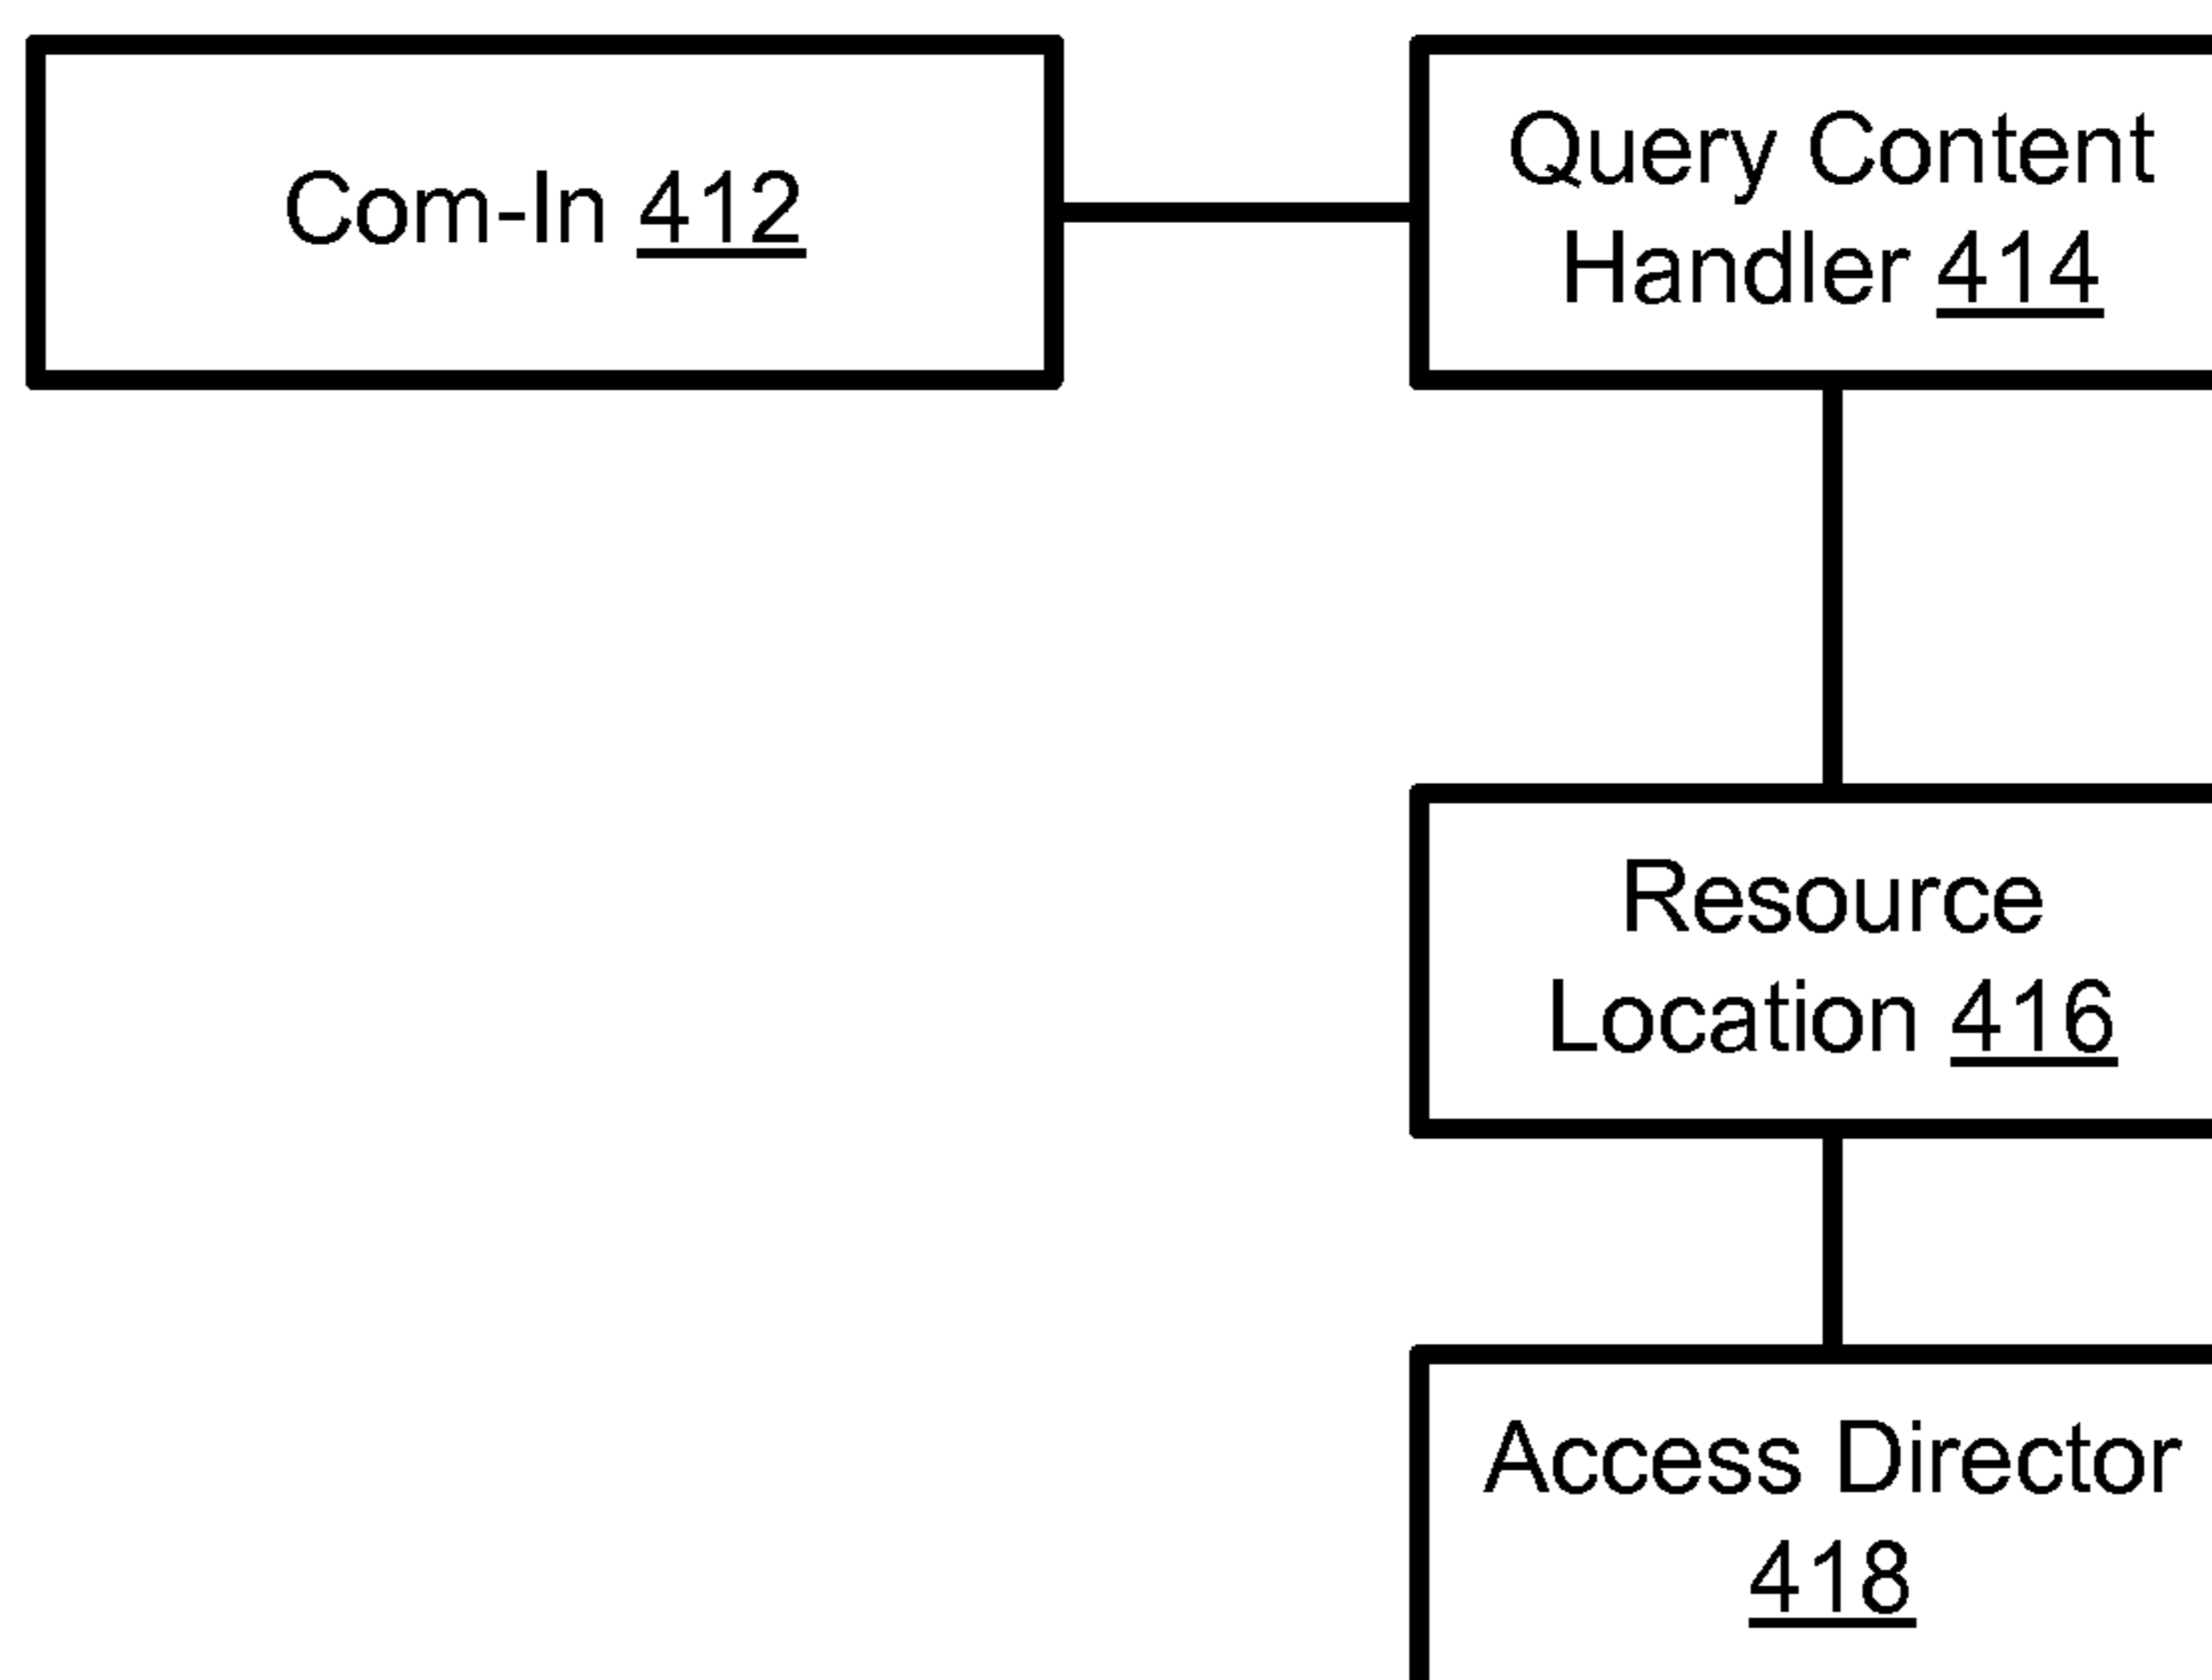 Com-In 412
Query Content
Handler 414
Resource
Location 416
Access Director
418